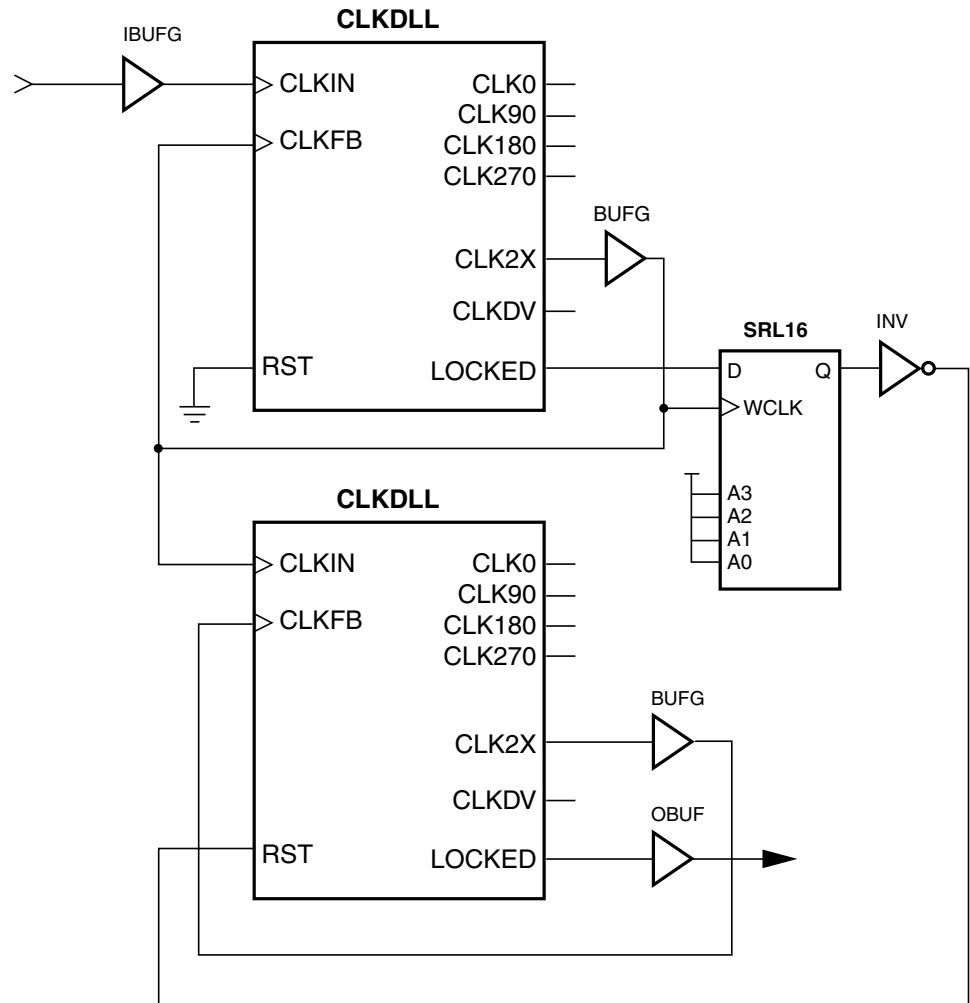 CLKDLL
IBUFG
CLKIN
CLK0
CLKFB
CLK90
CLK180
CLK270
BUFG
CLK2X
CLKDV
RST
LOCKED
SRL16
INV
D
Q
WCLK
A3
A2
A1
A0
CLKDLL
CLKIN
CLK0
CLKFB
CLK90
CLK180
CLK270
BUFG
CLK2X
CLKDV
OBUF
RST
LOCKED